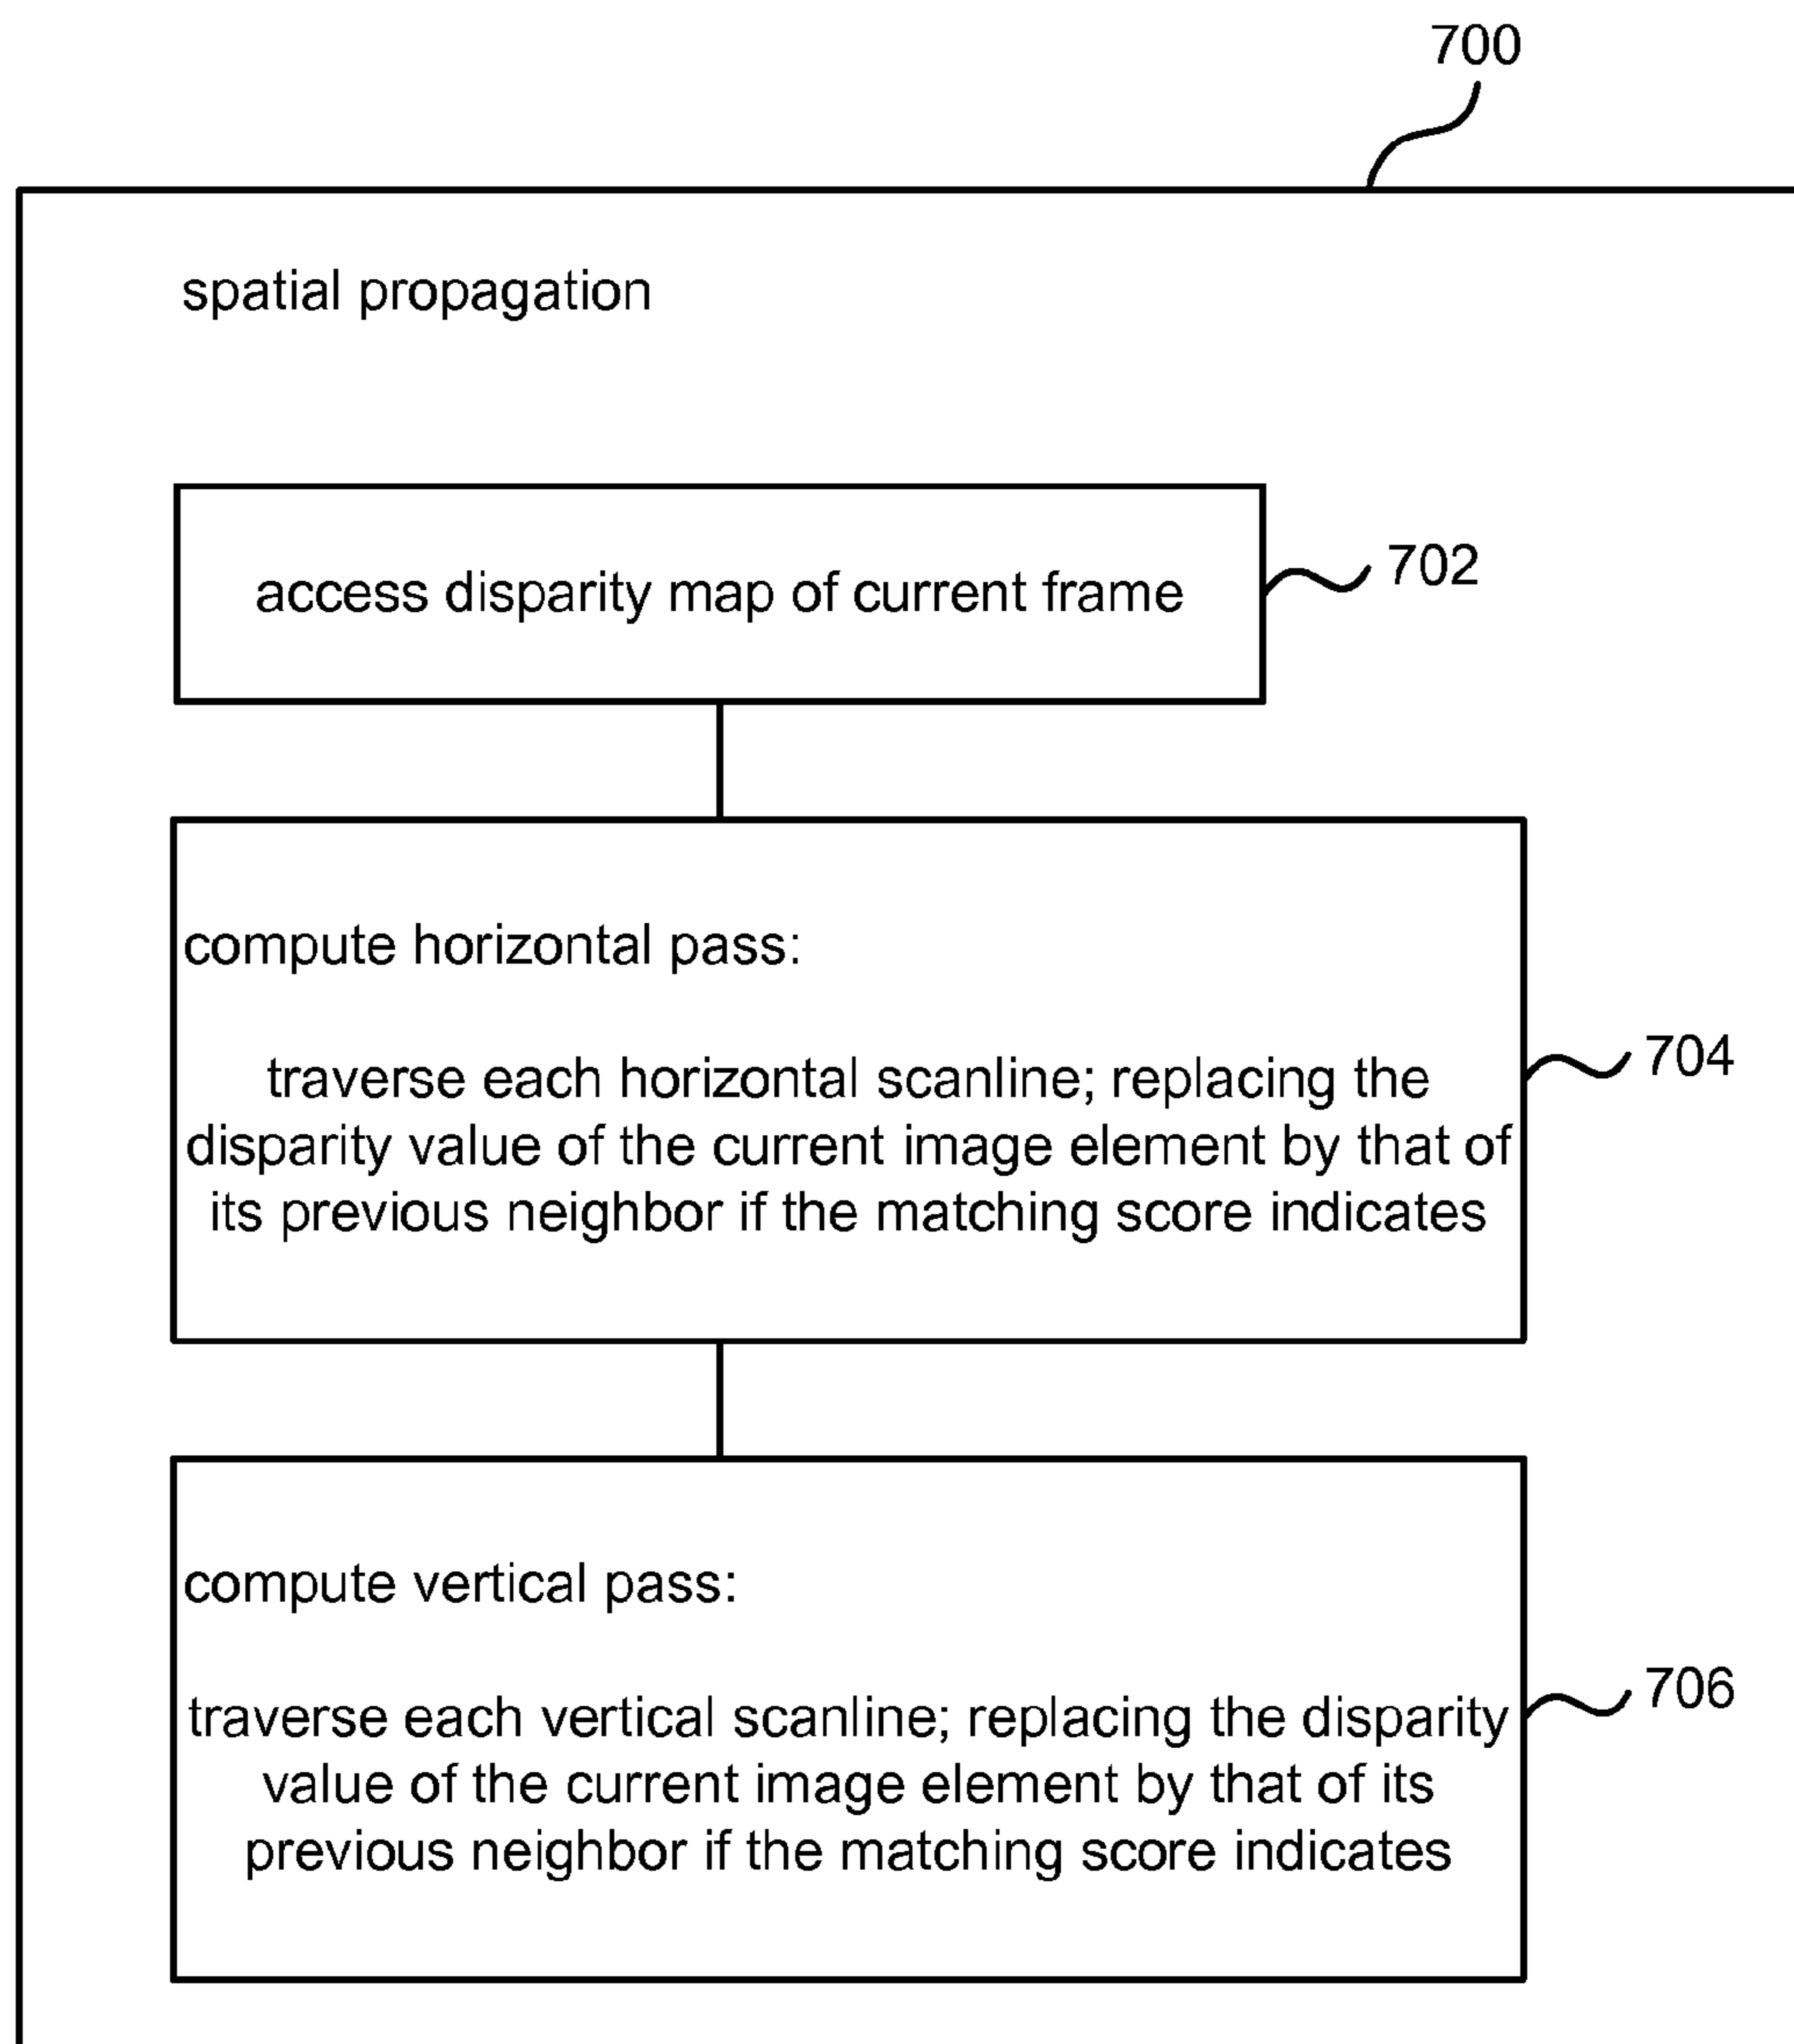 700
spatial propagation
access disparity map of current frame
702
compute horizontal pass:
traverse each horizontal scanline; replacing the
disparity value of the current image element by that of
its previous neighbor if the matching score indicates
704
compute vertical pass:
traverse each vertical scanline; replacing the disparity
value of the current image element by that of its
previous neighbor if the matching score indicates
706